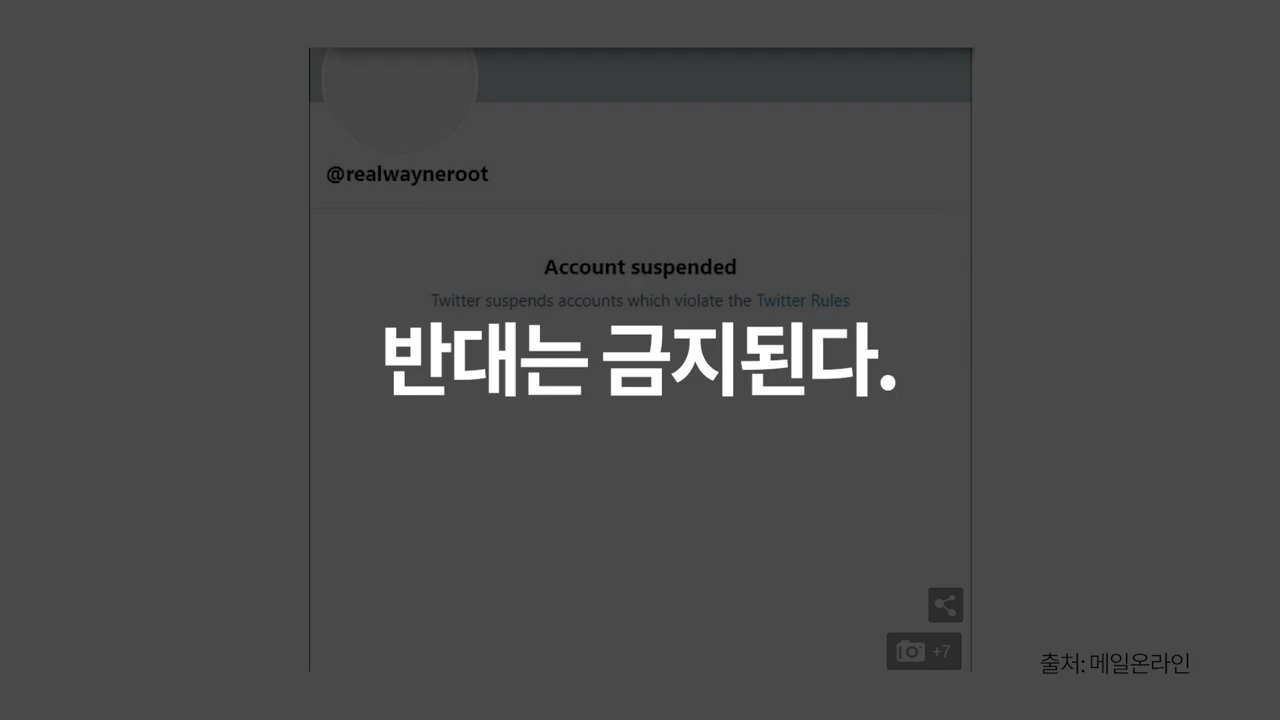 @realwayneroot
Account suspended
Twitter suspends accounts which violate the Twitter Rules
반대는 금지된다.
+7
출처: 메일온라인